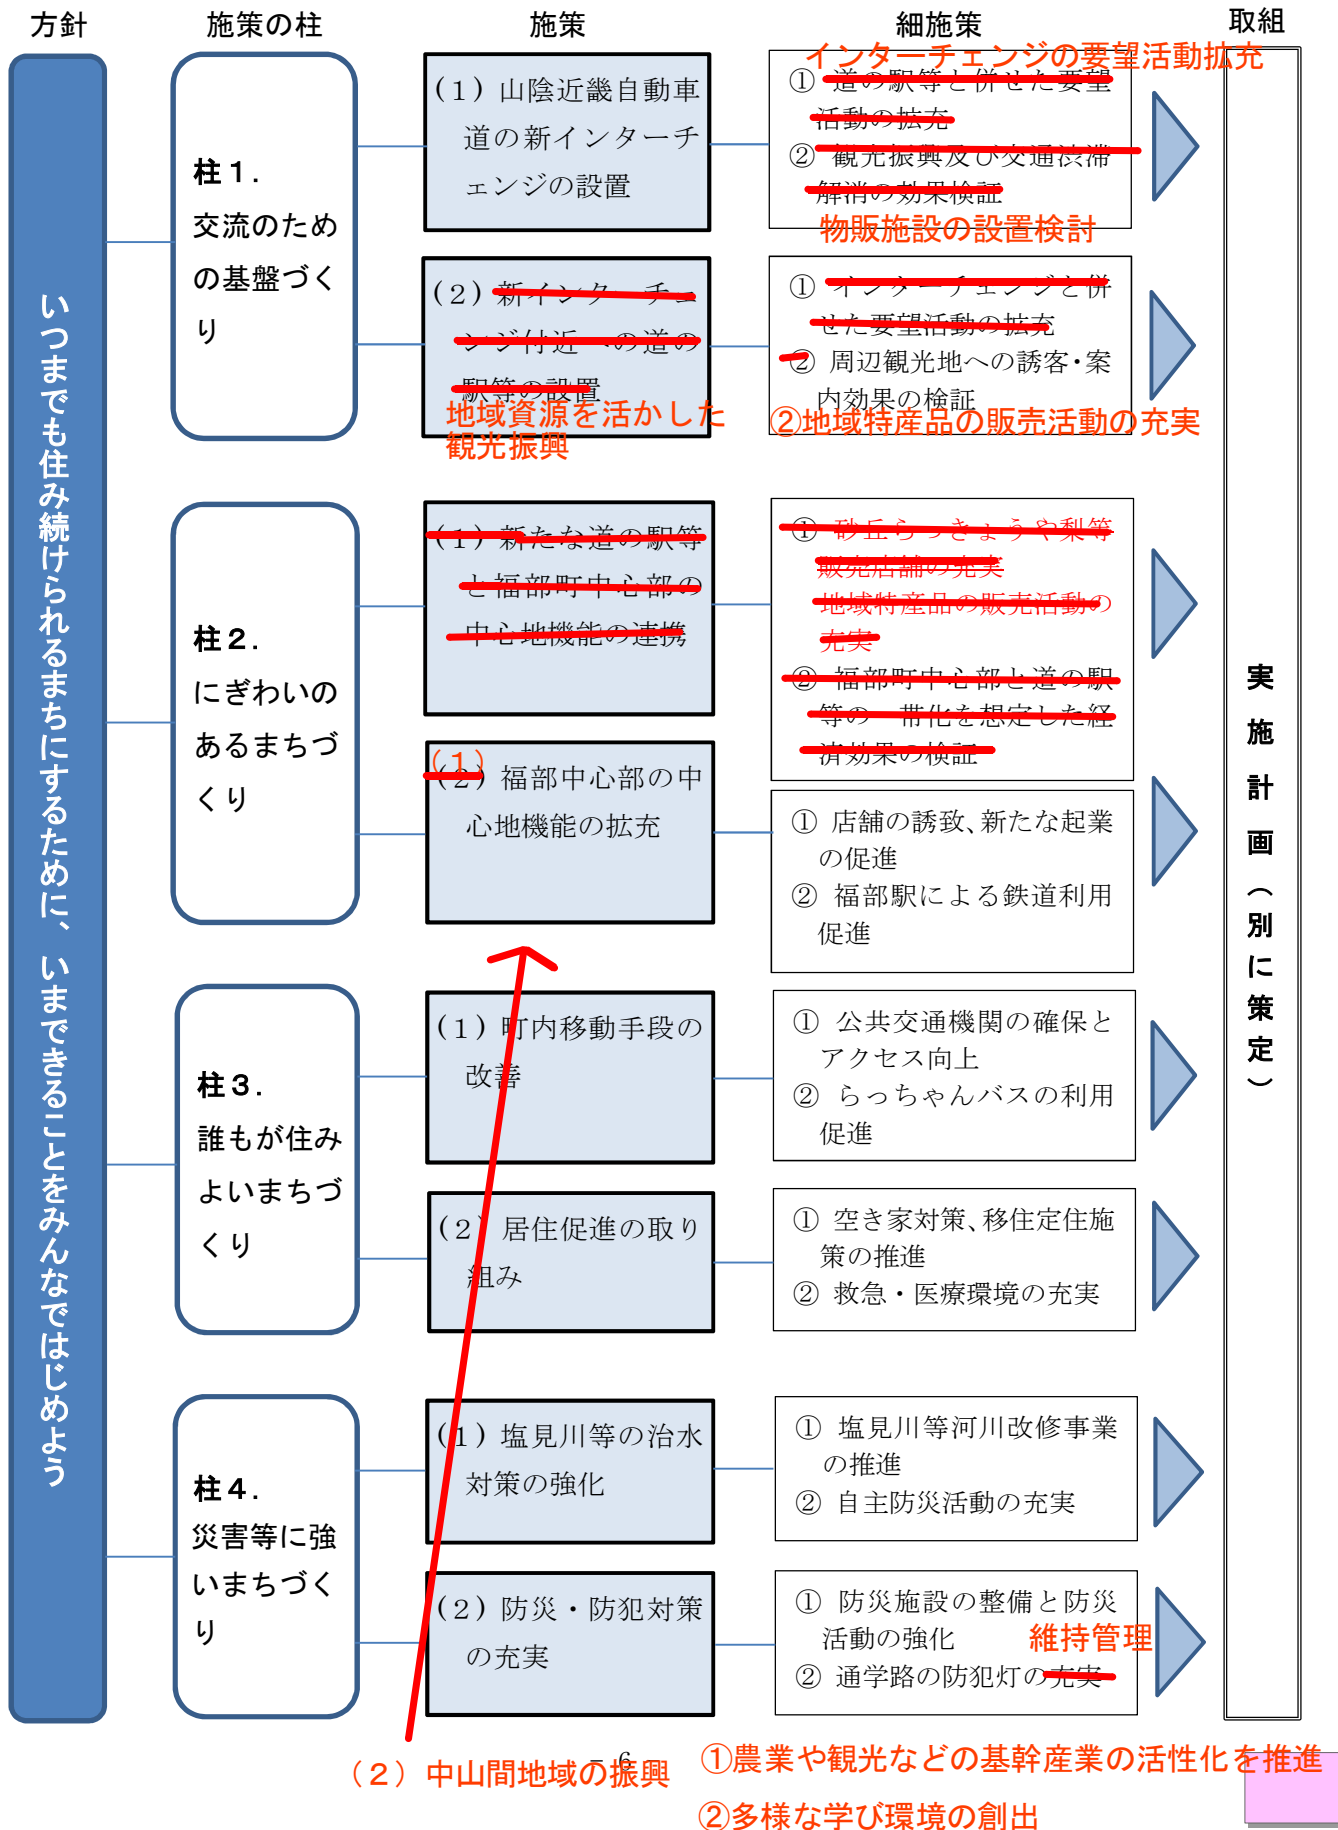 方針
施策の柱
施策
細施策
取組
いつまでも住み続けられるまちにするために、いまできることをみんなではじめよう
柱１．
交流のため
の基盤づく
り
(１) 山陰近畿自動車
道の新インターチ
ェンジの設置
インターチェンジの要望活動拡充
① 道の駅等と併せた要望
活動の拡充
② 観光振興及び交通渋滞
解消の効果検証
物販施設の設置検討
(２) 新インターチェ
ンジ付近への道の
駅等の設置
地域資源を活かした
観光振興
① インターチェンジと併
せた要望活動の拡充
② 周辺観光地への誘客・案
内効果の検証
②地域特産品の販売活動の充実
柱２．
にぎわいの
あるまちづ
くり
(１) 新たな道の駅等
と福部町中心部の
中心地機能の連携
① 砂丘らっきょうや梨等
販売店舗の充実
地域特産品の販売活動の
充実
② 福部町中心部と道の駅
等の一帯化を想定した経
済効果の検証
(１)
(２) 福部中心部の中
心地機能の拡充
① 店舗の誘致、新たな起業
の促進
② 福部駅による鉄道利用
促進
柱３．
誰もが住み
よいまちづ
くり
(１) 町内移動手段の
改善
① 公共交通機関の確保と
アクセス向上
② らっちゃんバスの利用
促進
(２) 居住促進の取り
組み
① 空き家対策、移住定住施
策の推進
② 救急・医療環境の充実
柱４．
災害等に強
いまちづく
り
(１) 塩見川等の治水
対策の強化
① 塩見川等河川改修事業
の推進
② 自主防災活動の充実
(２) 防災・防犯対策
の充実
① 防災施設の整備と防災
活動の強化
維持管理
② 通学路の防犯灯の充実
実施計画（別に策定）
- 6 -
（２）中山間地域の振興
①農業や観光などの基幹産業の活性化を推進
②多様な学び環境の創出